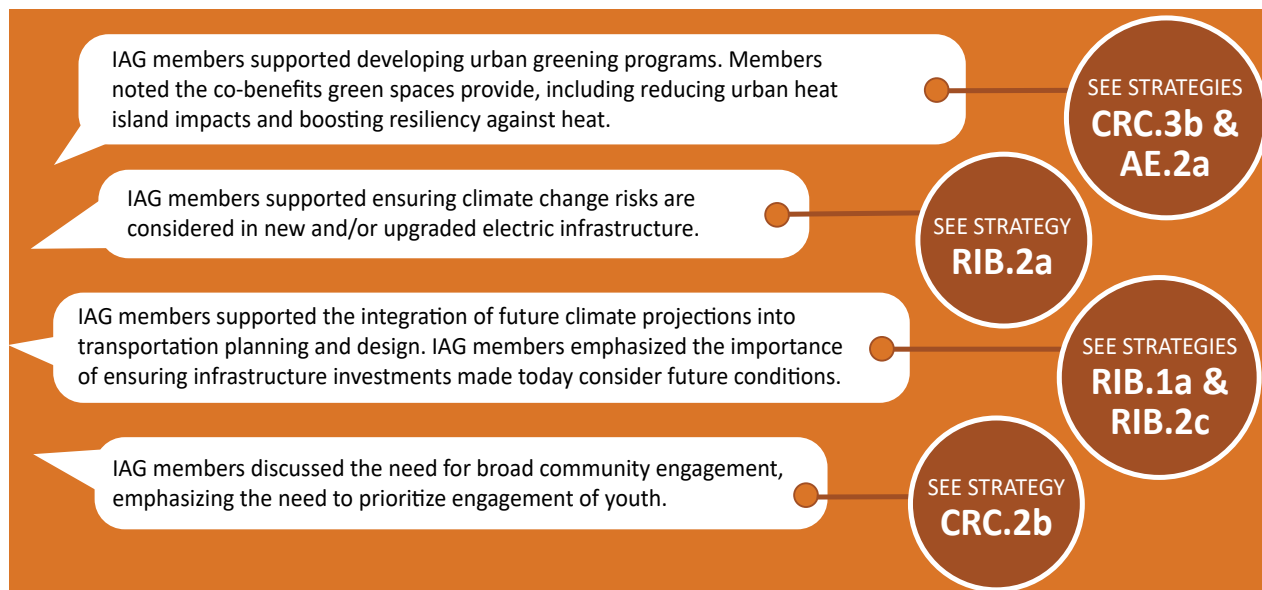 IAG members supported developing urban greening programs. Members
noted the co-benefits green spaces provide, including reducing urban heat
island impacts and boosting resiliency against heat.
SEE STRATEGIES
CRC.3b &
AE.2a
IAG members supported ensuring climate change risks are
considered in new and/or upgraded electric infrastructure.
SEE STRATEGY
RIB.2a
IAG members supported the integration of future climate projections into
transportation planning and design. IAG members emphasized the importance
of ensuring infrastructure investments made today consider future conditions.
SEE STRATEGIES
RIB.1a &
RIB.2c
IAG members discussed the need for broad community engagement,
emphasizing the need to prioritize engagement of youth.
SEE STRATEGY
CRC.2b